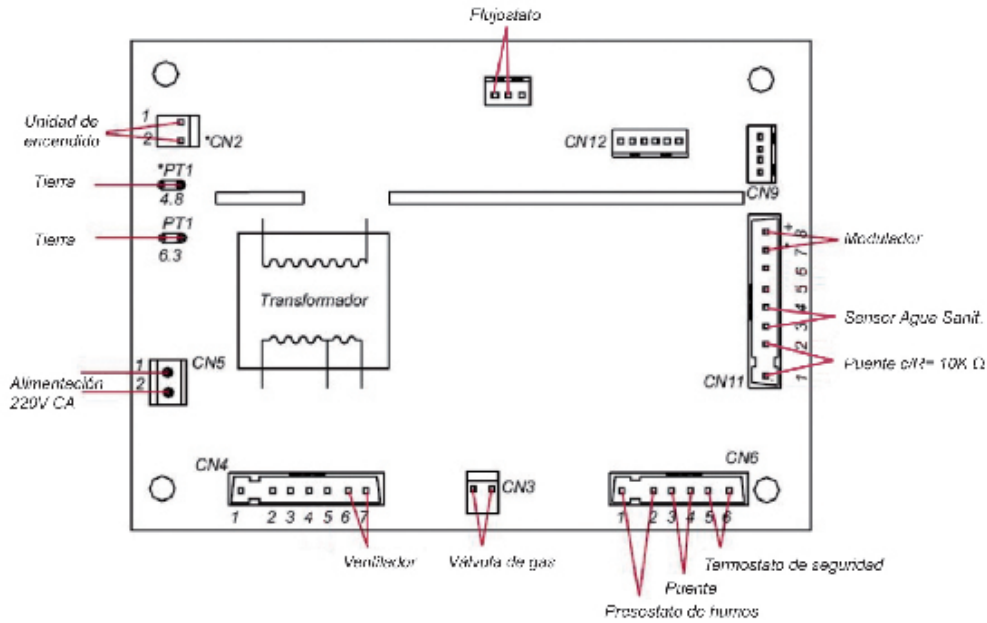 Flujostato
Unidad de
encendido
1
2
*CN2
CN12
CN9
*PT1
Tierra
4.8
PT1
Tierra
6.3
Transformador
+
8
7
6
5
4
3
2
1
Modulador
Sensor Agua Sanit.
Puente c/R= 10K Ω
CN11
CN5
1
2
Alimentación
220V CA
CN4
1 2 3 4 5 6 7
CN3
CN6
1 2 3 4 5 6
Ventilador
Válvula de gas
Termostato de seguridad
Puente
Presostato de humos